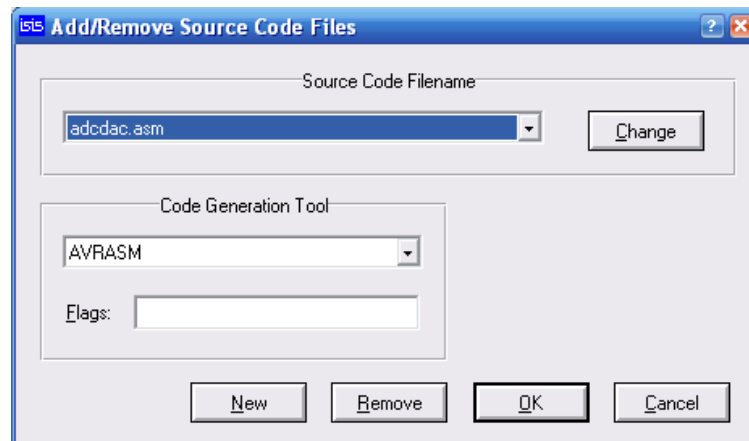 isis Add/Remove Source Code Files
Source Code Filename
adcdac.asm
Change
Code Generation Tool
AVRASM
Flags:
New Remove OK Cancel